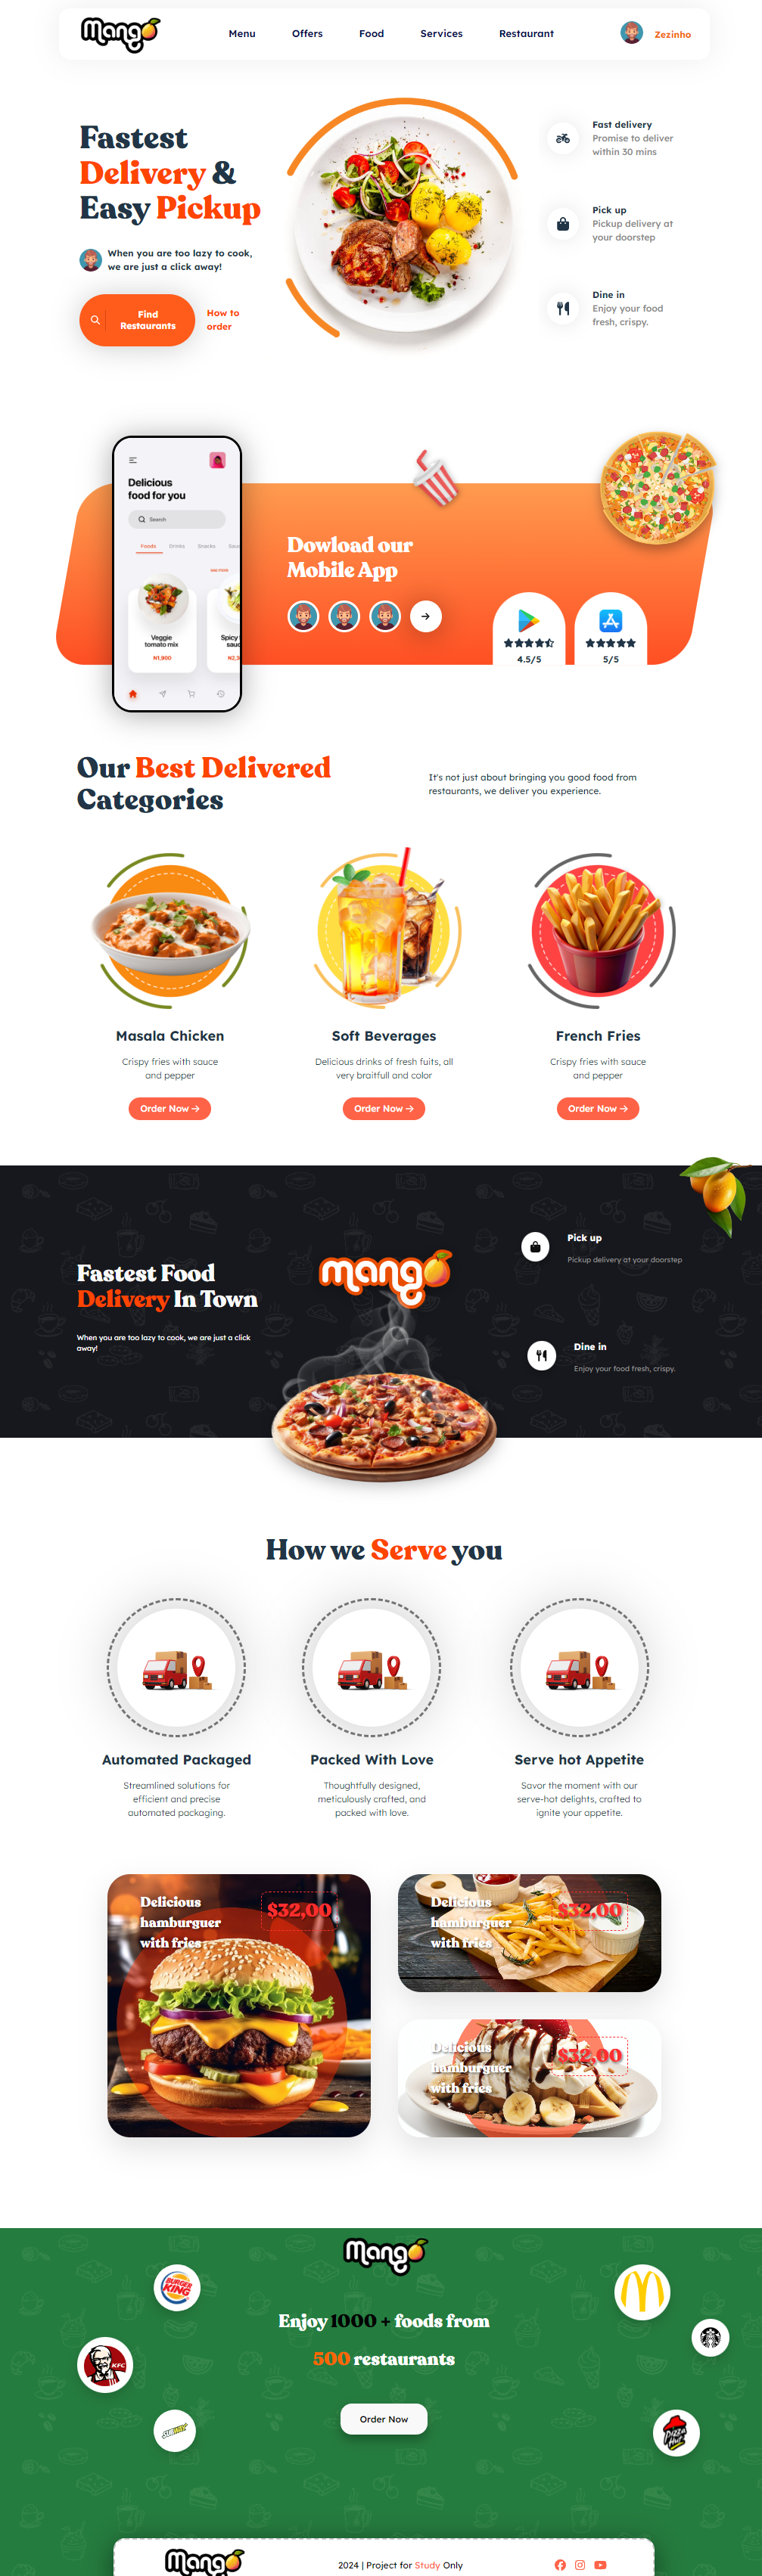 Mango
Menu
Offers
Food
Services
Restaurant
Zezinho
Fastest
Delivery &
Easy Pickup
When you are too lazy to cook,
we are just a click away!
Find
Restaurants
How to
order
Fast delivery
Promise to deliver
within 30 mins
Pick up
Pickup delivery at
your doorstep
Dine in
Enjoy your food
fresh, crispy.
Delicious
food for you
Search
Foods
Drinks
Snacks
see more
Veggie
tomato mix
N1,900
Spicy
Dowload our
Mobile App
4.5/5
5/5
Our Best Delivered
Categories
It's not just about bringing you good food from
restaurants, we deliver you experience.
Masala Chicken
Crispy fries with sauce
and pepper
Order Now →
Soft Beverages
Delicious drinks of fresh fuits, all
very braitfull and color
Order Now →
French Fries
Crispy fries with sauce
and pepper
Order Now →
Fastest Food
Delivery In Town
When you are too lazy to cook, we are just a click
away!
mango
Pick up
Pickup delivery at your doorstep
Dine in
Enjoy your food fresh, crispy.
How we Serve you
Automated Packaged
Streamlined solutions for
efficient and precise
automated packaging.
Packed With Love
Thoughtfully designed,
meticulously crafted, and
packed with love.
Serve hot Appetite
Savor the moment with our
serve-hot delights, crafted to
ignite your appetite.
Delicious
hamburguer
with fries
$32,00
Delicious
hamburguer
with fries
$32,00
Delicious
hamburguer
with fries
$32,00
Mango
BURGER
KING
KFC
SUBWAY
Pizza
Hut
Enjoy 1000 + foods from
500 restaurants
Order Now
Mango
2024 | Project for Study Only